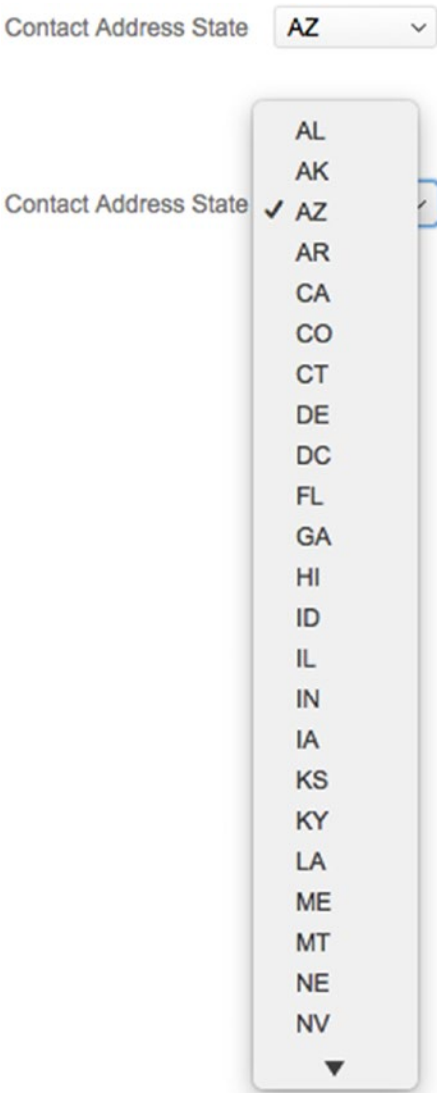 Contact Address State AZ
AL
AK
Contact Address State ✓ AZ
AR
CA
CO
CT
DE
DC
FL
GA
HI
ID
IL
IN
IA
KS
KY
LA
ME
MT
NE
NV